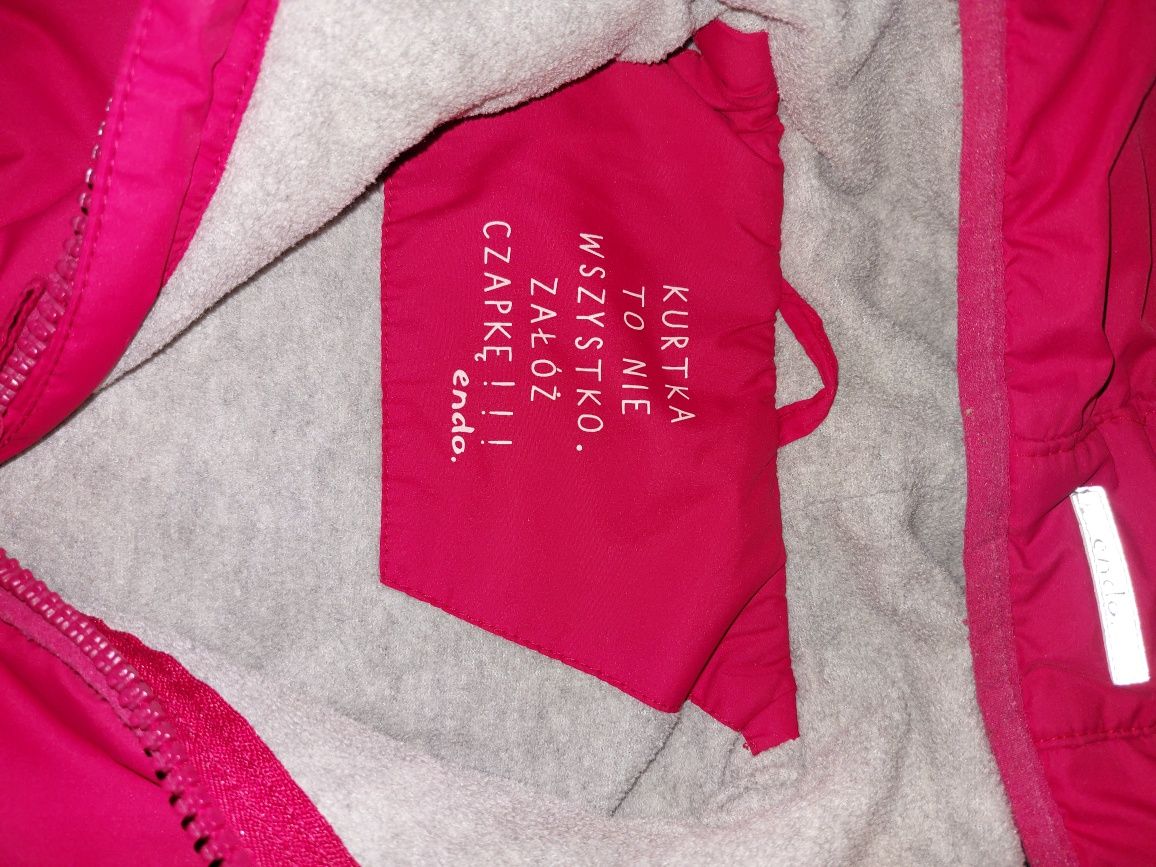 KURTKA
TO NIE
WSZYSTKO.
ZAŁÓŻ
CZAPKĘ!!!
endo.
endo.